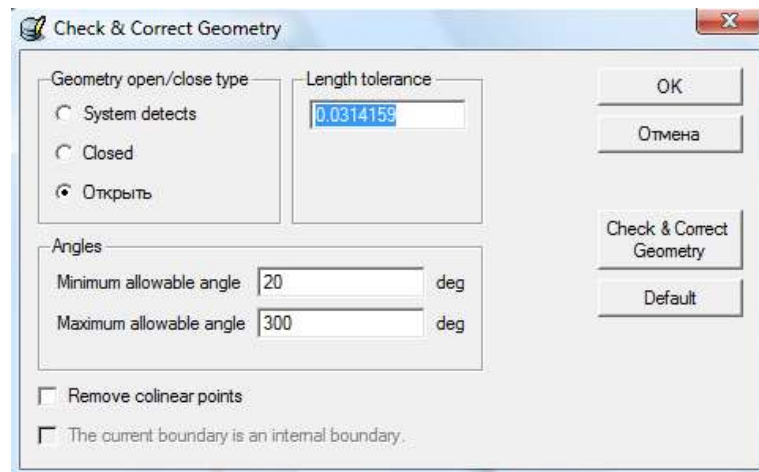 Check & Correct Geometry
Geometry open/close type
System detects
Closed
Открыть
Length tolerance
0.0314159
OK
Отмена
Check & Correct
Geometry
Default
Angles
Minimum allowable angle 20 deg
Maximum allowable angle 300 deg
Remove colinear points
The current boundary is an internal boundary.